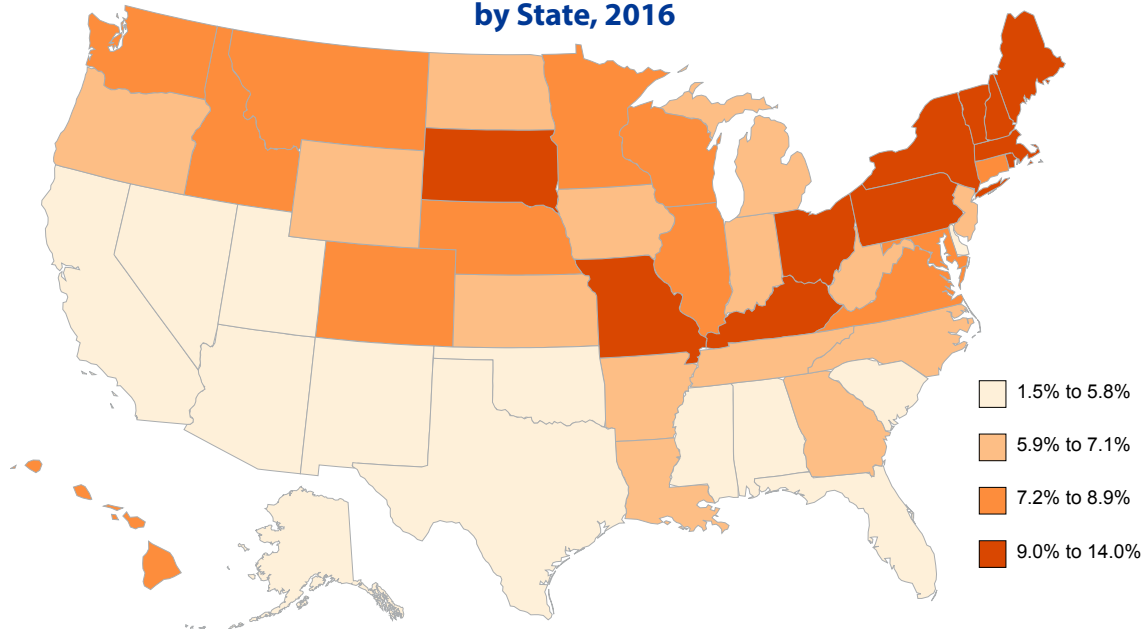 by State, 2016
1.5% to 5.8%
5.9% to 7.1%
7.2% to 8.9%
9.0% to 14.0%